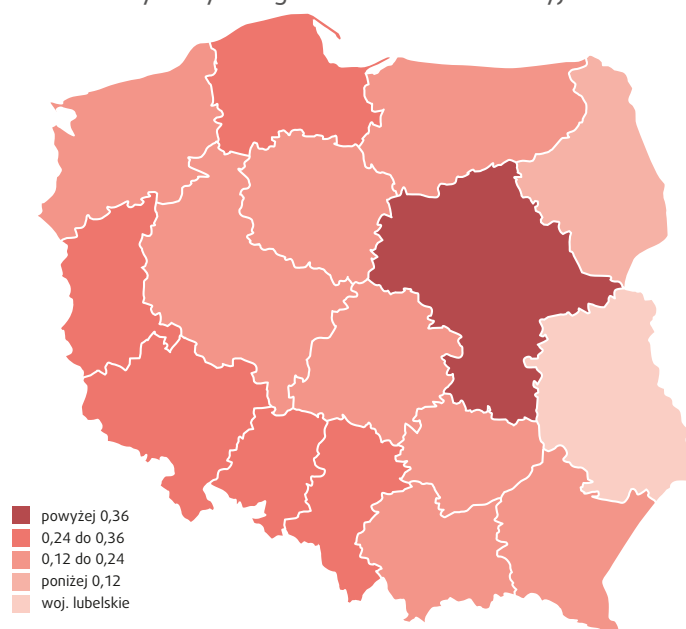 powyżej 0,36
0,24 do 0,36
0,12 do 0,24
poniżej 0,12
woj. lubelskie